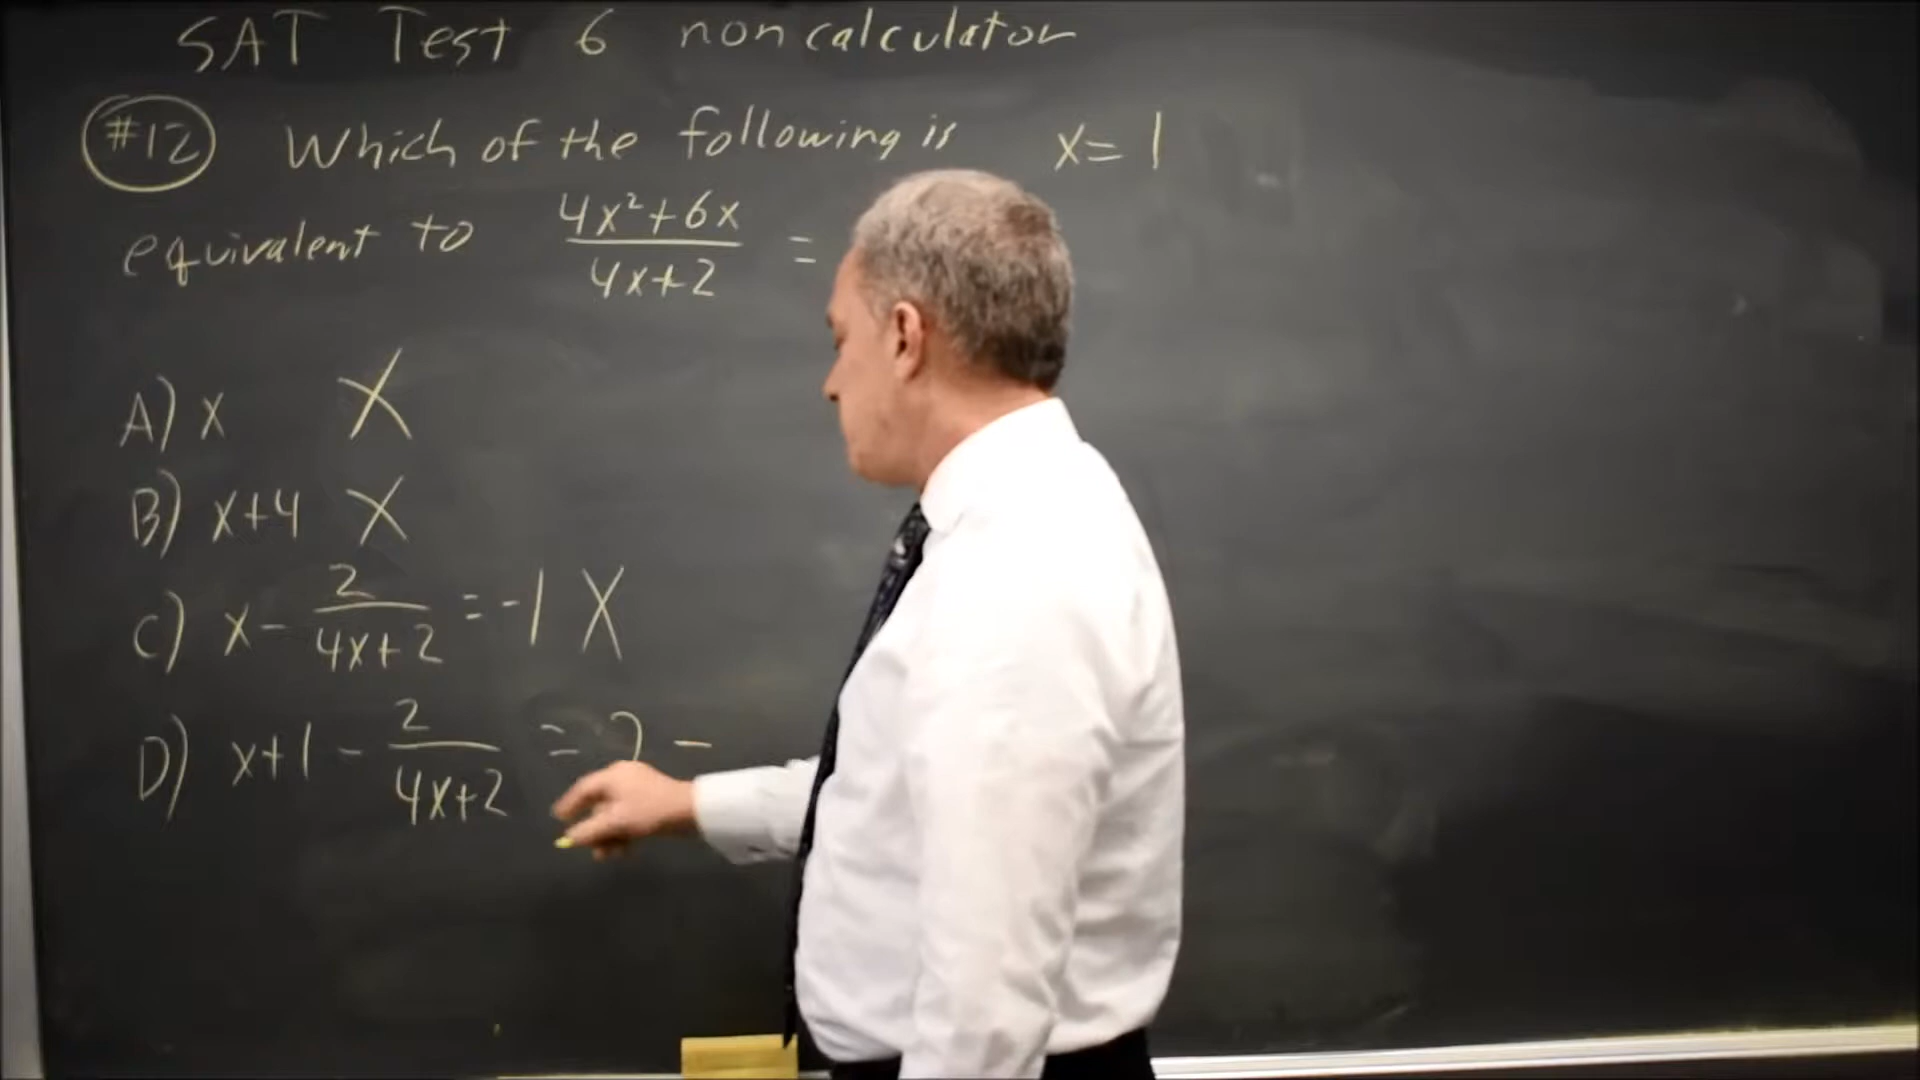 SAT Test 6 non calculator
#12 Which of the following is x = 1
equivalent to 4x²+6x / 4x+2 =
A) x X
B) x+4 X
C) x - 2 / 4x+2 = -1 X
D) x+1 - 2 / 4x+2 = 2 -